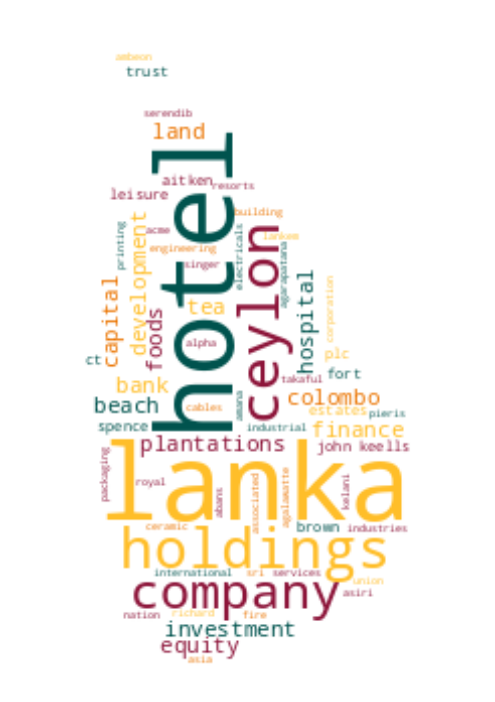 ambeon
trust
serendib
land
hotel
aitken
resorts
leisure
building
acme
printing
development
engineering
electricals
ceylon
lankem
singer
agarapatana
capital
foods
tea
hospital
corporation
alpha
plc
ct
bank
takaful
fort
beach
cables
amana
colombo
estates
pieris
spence
industrial
finance
plantations
john keells
lanka
packaging
royal
abans
associated
agalawatte
kelani
ceramic
brown
industries
holdings
international
sri
services
union
company
asiri
nation
richard
fire
investment
equity
asia